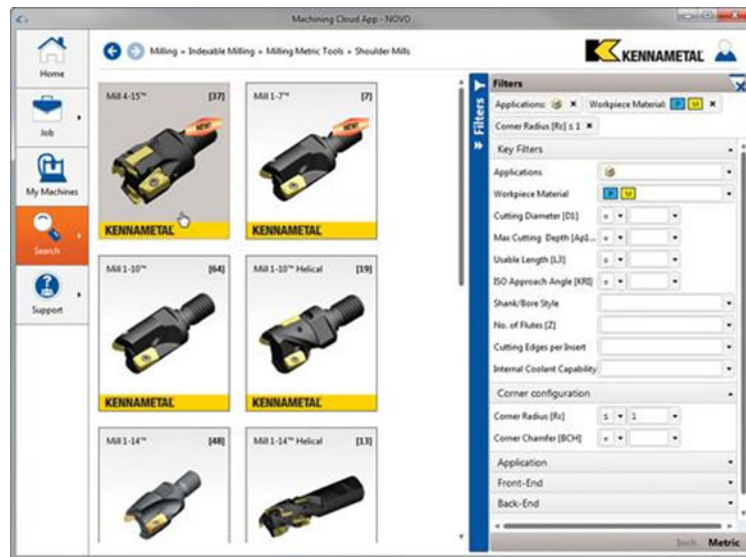 Machining Cloud App - NOVO
Home
Job
My Machines
Search
Support
Milling » Indexable Milling » Milling Metric Tools » Shoulder Mills
KENNAMETAL
Mill 4-15™ [37]
NEW!
KENNAMETAL
Mill 1-7™ [7]
NEW!
KENNAMETAL
Mill 1-10™ [64]
KENNAMETAL
Mill 1-10™ Helical [19]
KENNAMETAL
Mill 1-14™ [48]
Mill 1-14™ Helical [13]
Filters
Filters
Applications: Workpiece Material: P M
Corner Radius [Rε] ≤ 1
Key Filters
Applications
Workpiece Material P M
Cutting Diameter [D1] =
Max Cutting Depth [Ap1... =
Usable Length [L3] =
ISO Approach Angle [KRI] =
Shank/Bore Style
No. of Flutes [Z]
Cutting Edges per Insert
Internal Coolant Capability
Corner configuration
Corner Radius [Rε] ≤ 1
Corner Chamfer [BCH] =
Application
Front-End
Back-End
Inch Metric